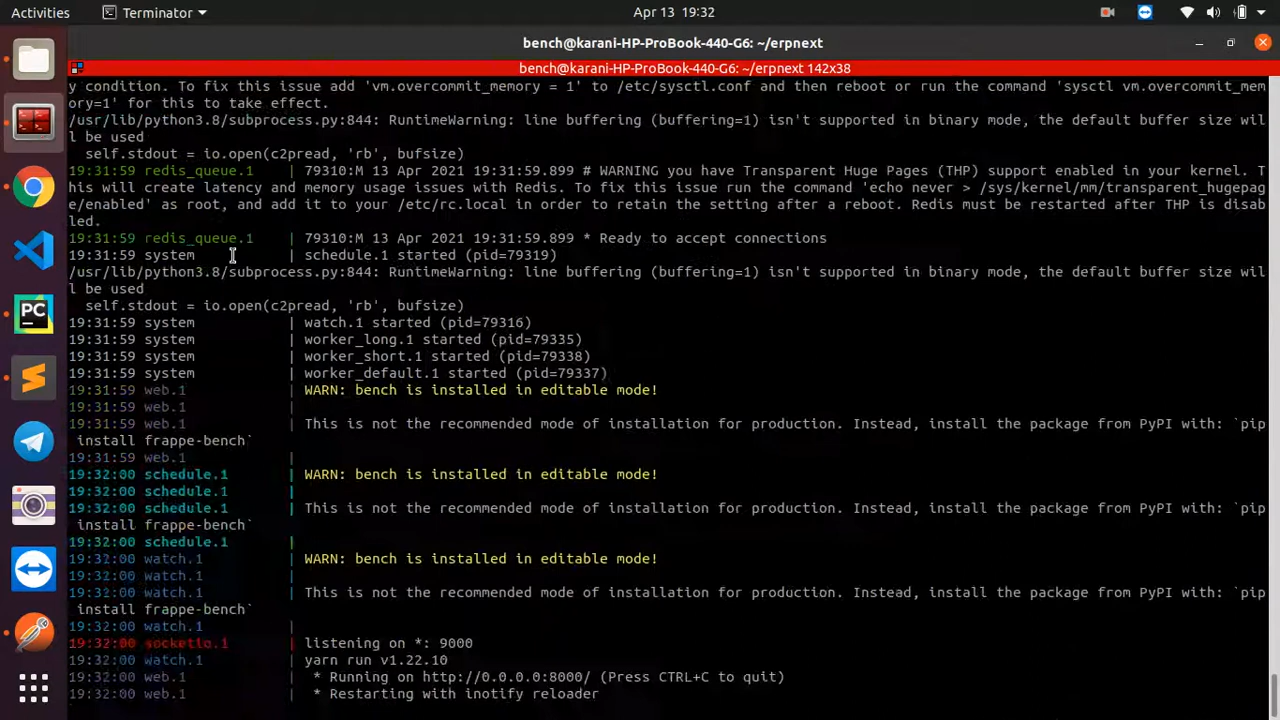 Activities Terminator Apr 13 19:32
bench@karani-HP-ProBook-440-G6: ~/erpnext
bench@karani-HP-ProBook-440-G6: ~/erpnext 142x38
y condition. To fix this issue add 'vm.overcommit_memory = 1' to /etc/sysctl.conf and then reboot or run the command 'sysctl vm.overcommit_mem
ory=1' for this to take effect.
/usr/lib/python3.8/subprocess.py:844: RuntimeWarning: line buffering (buffering=1) isn't supported in binary mode, the default buffer size wil
l be used
  self.stdout = io.open(c2pread, 'rb', bufsize)
19:31:59 redis_queue.1    | 79310:M 13 Apr 2021 19:31:59.899 # WARNING you have Transparent Huge Pages (THP) support enabled in your kernel. T
his will create latency and memory usage issues with Redis. To fix this issue run the command 'echo never > /sys/kernel/mm/transparent_hugepag
e/enabled' as root, and add it to your /etc/rc.local in order to retain the setting after a reboot. Redis must be restarted after THP is disab
led.
19:31:59 redis_queue.1    | 79310:M 13 Apr 2021 19:31:59.899 * Ready to accept connections
19:31:59 system           | schedule.1 started (pid=79319)
/usr/lib/python3.8/subprocess.py:844: RuntimeWarning: line buffering (buffering=1) isn't supported in binary mode, the default buffer size wil
l be used
  self.stdout = io.open(c2pread, 'rb', bufsize)
19:31:59 system           | watch.1 started (pid=79316)
19:31:59 system           | worker_long.1 started (pid=79335)
19:31:59 system           | worker_short.1 started (pid=79338)
19:31:59 system           | worker_default.1 started (pid=79337)
19:31:59 web.1            | WARN: bench is installed in editable mode!
19:31:59 web.1            |
19:31:59 web.1            | This is not the recommended mode of installation for production. Instead, install the package from PyPI with: `pip
 install frappe-bench`
19:31:59 web.1            |
19:32:00 schedule.1       | WARN: bench is installed in editable mode!
19:32:00 schedule.1       |
19:32:00 schedule.1       | This is not the recommended mode of installation for production. Instead, install the package from PyPI with: `pip
 install frappe-bench`
19:32:00 schedule.1       |
19:32:00 watch.1          | WARN: bench is installed in editable mode!
19:32:00 watch.1          |
19:32:00 watch.1          | This is not the recommended mode of installation for production. Instead, install the package from PyPI with: `pip
 install frappe-bench`
19:32:00 watch.1          |
19:32:00 socketio.1       | listening on *: 9000
19:32:00 watch.1          | yarn run v1.22.10
19:32:00 web.1            |  * Running on http://0.0.0.0:8000/ (Press CTRL+C to quit)
19:32:00 web.1            |  * Restarting with inotify reloader
PC